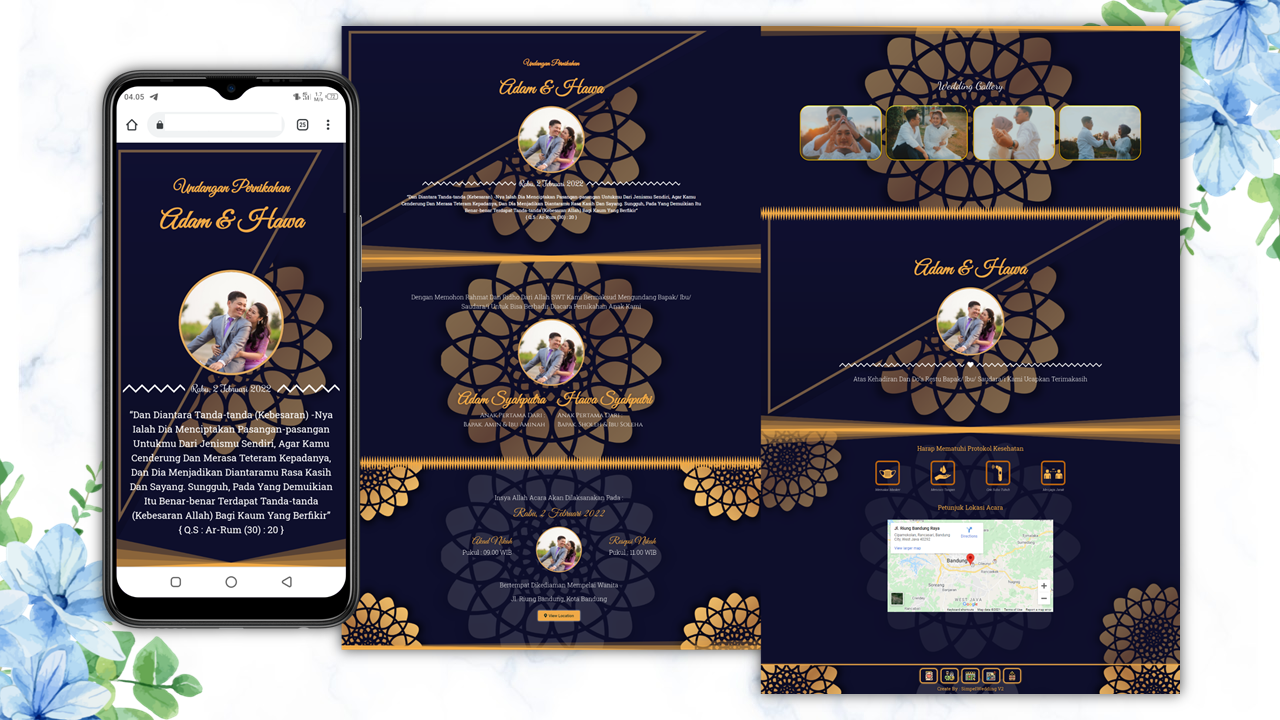 04.05
1.7
M/s
25
Undangan Pernikahan
Adam & Hawa
Rabu, 2 Februari 2022
“Dan Diantara Tanda-tanda (Kebesaran) -Nya
Ialah Dia Menciptakan Pasangan-pasangan
Untukmu Dari Jenismu Sendiri, Agar Kamu
Cenderung Dan Merasa Teteram Kepadanya,
Dan Dia Menjadikan Diantaramu Rasa Kasih
Dan Sayang. Sungguh, Pada Yang Demuikian
Itu Benar-benar Terdapat Tanda-tanda
(Kebesaran Allah) Bagi Kaum Yang Berfikir”
{ Q.S : Ar-Rum (30) : 20 }
Undangan Pernikahan
Adam & Hawa
Rabu, 2 Februari 2022
“Dan Diantara Tanda-tanda (Kebesaran) -Nya Ialah Dia Menciptakan Pasangan-pasangan Untukmu Dari Jenismu Sendiri, Agar Kamu
Cenderung Dan Merasa Teteram Kepadanya, Dan Dia Menjadikan Diantaramu Rasa Kasih Dan Sayang. Sungguh, Pada Yang Demuikian Itu
Benar-benar Terdapat Tanda-tanda (Kebesaran Allah) Bagi Kaum Yang Berfikir”
{ Q.S : Ar-Rum (30) : 20 }
Dengan Memohon Rahmat Dan Ridho Dari Allah SWT Kami Bermaksud Mengundang Bapak/ Ibu/
Saudara/i Untuk Bisa Berhadir Diacara Pernikahan Anak Kami
Adam Syahputra
Hawa Syahputri
Anak Pertama Dari :
Bapak. Amin & Ibu Aminah
Anak Pertama Dari :
Bapak. Sholeh & Ibu Soleha
Insya Allah Acara Akan Dilaksanakan Pada :
Rabu, 2 Februari 2022
Akad Nikah
Pukul : 09.00 WIB
Resepsi Nikah
Pukul : 11.00 WIB
Bertempat Dikediaman Mempelai Wanita :
Jl. Riung Bandung, Kota Bandung
View Location
Wedding Gallery
Adam & Hawa
Atas Kehadiran Dan Do'a Restu Bapak/ Ibu/ Saudara/i Kami Ucapkan Terimakasih
Harap Mematuhi Protokol Kesehatan
Petunjuk Lokasi Acara
Jl. Riung Bandung Raya
Directions
View larger map
Bandung
WEST JAVA
Google
Create By : SimpelWedding V2